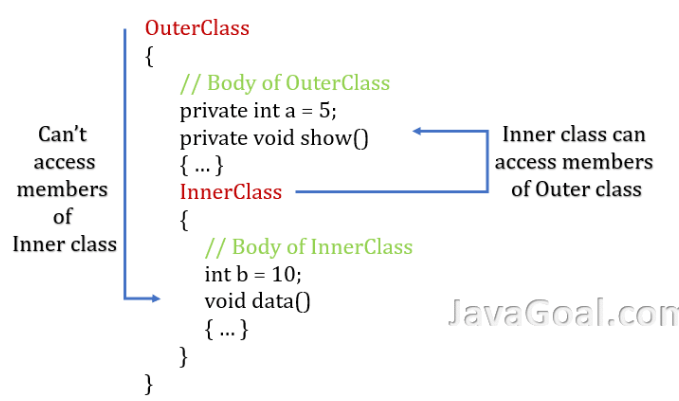 OuterClass
{
// Body of OuterClass
private int a = 5;
private void show()
{ ... }
InnerClass
{
// Body of InnerClass
int b = 10;
void data()
{ ... }
}
}
Can't
access
members
of
Inner class
Inner class can
access members
of Outer class
JavaGoal.com